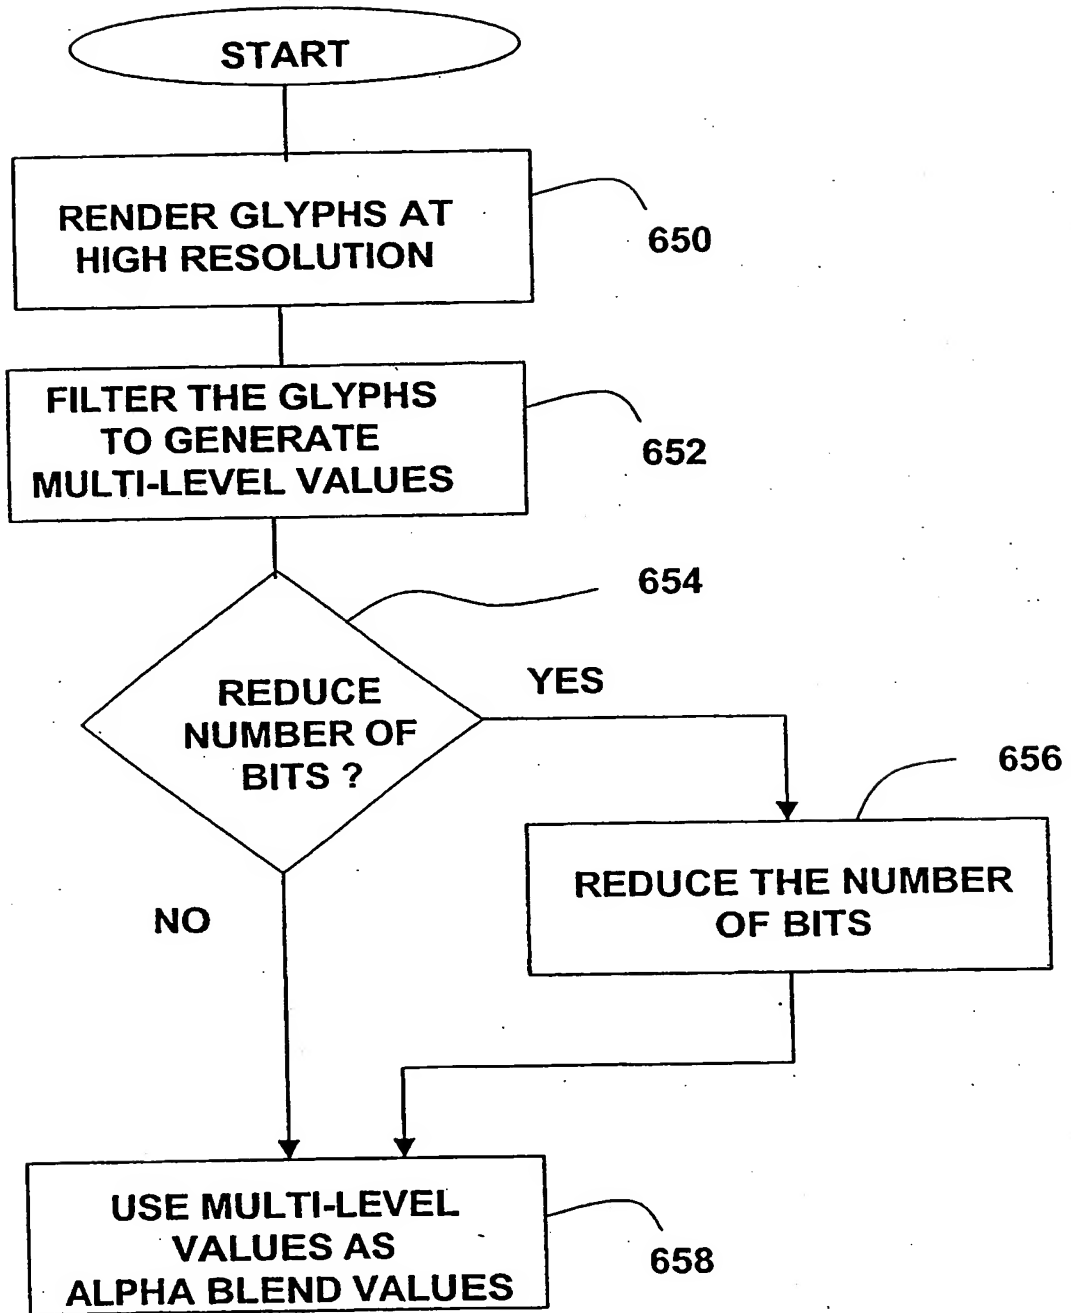 START
RENDER GLYPHS AT
HIGH RESOLUTION
650
FILTER THE GLYPHS
TO GENERATE
MULTI-LEVEL VALUES
652
654
REDUCE
NUMBER OF
BITS ?
YES
NO
656
REDUCE THE NUMBER
OF BITS
USE MULTI-LEVEL
VALUES AS
ALPHA BLEND VALUES
658